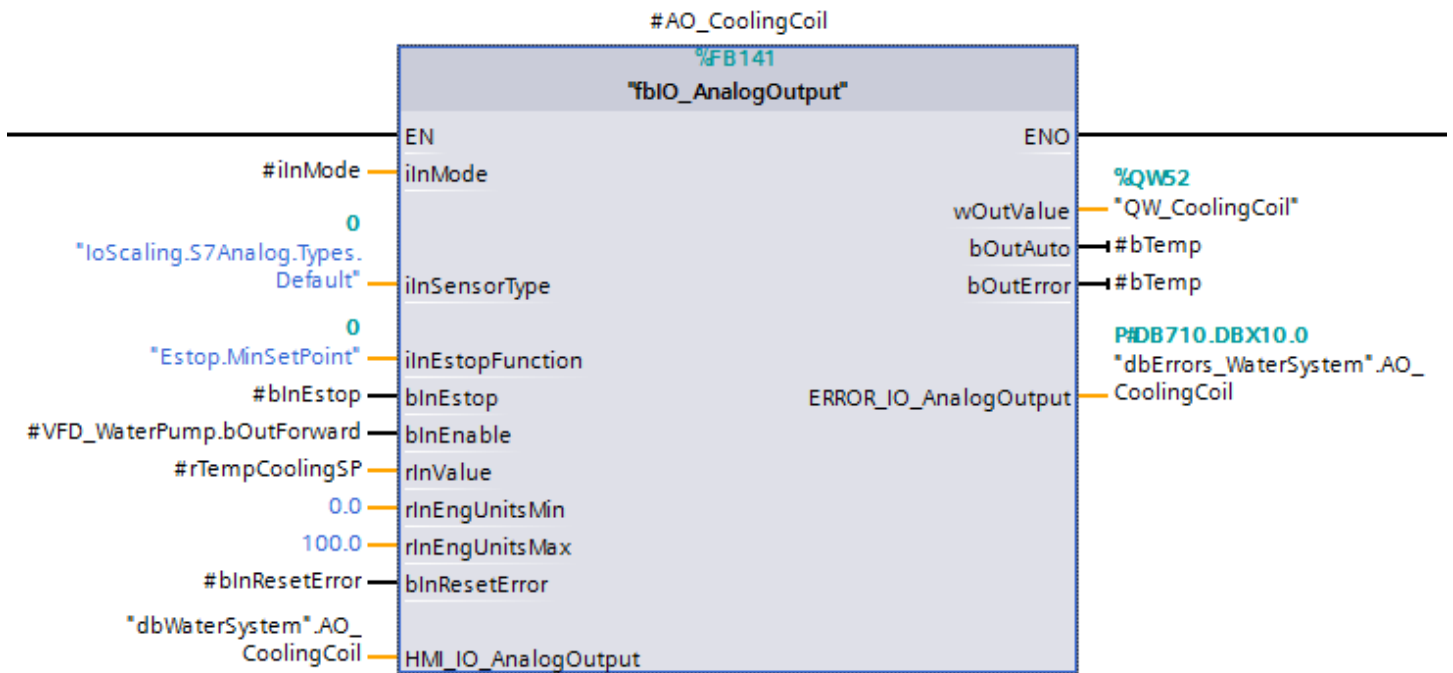 #AO_CoolingCoil
%FB141
"fbIO_AnalogOutput"
EN
ENO
#iInMode
iInMode
%QW52
wOutValue
"QW_CoolingCoil"
0
"IoScaling.S7Analog.Types.
Default"
iInSensorType
bOutAuto
#bTemp
bOutError
#bTemp
0
"Estop.MinSetPoint"
iInEstopFunction
P#DB710.DBX10.0
"dbErrors_WaterSystem".AO_
CoolingCoil
#bInEstop
bInEstop
ERROR_IO_AnalogOutput
#VFD_WaterPump.bOutForward
bInEnable
#rTempCoolingSP
rInValue
0.0
rInEngUnitsMin
100.0
rInEngUnitsMax
#bInResetError
bInResetError
"dbWaterSystem".AO_
CoolingCoil
HMI_IO_AnalogOutput